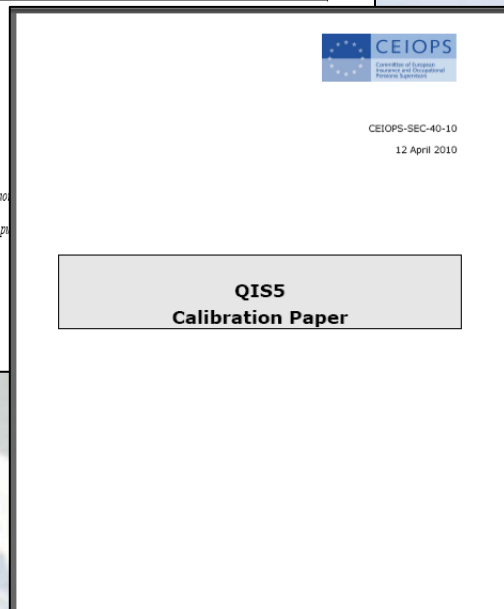 CEIOPS
Committee of European
Insurance and Occupational
Pensions Supervisors
CEIOPS-SEC-40-10
12 April 2010
QIS5
Calibration Paper